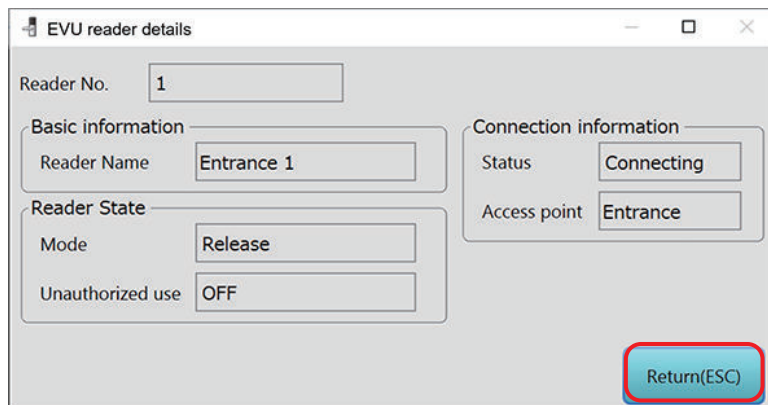 EVU reader details
Reader No. 1
Basic information
Reader Name Entrance 1
Reader State
Mode Release
Unauthorized use OFF
Connection information
Status Connecting
Access point Entrance
Return(ESC)